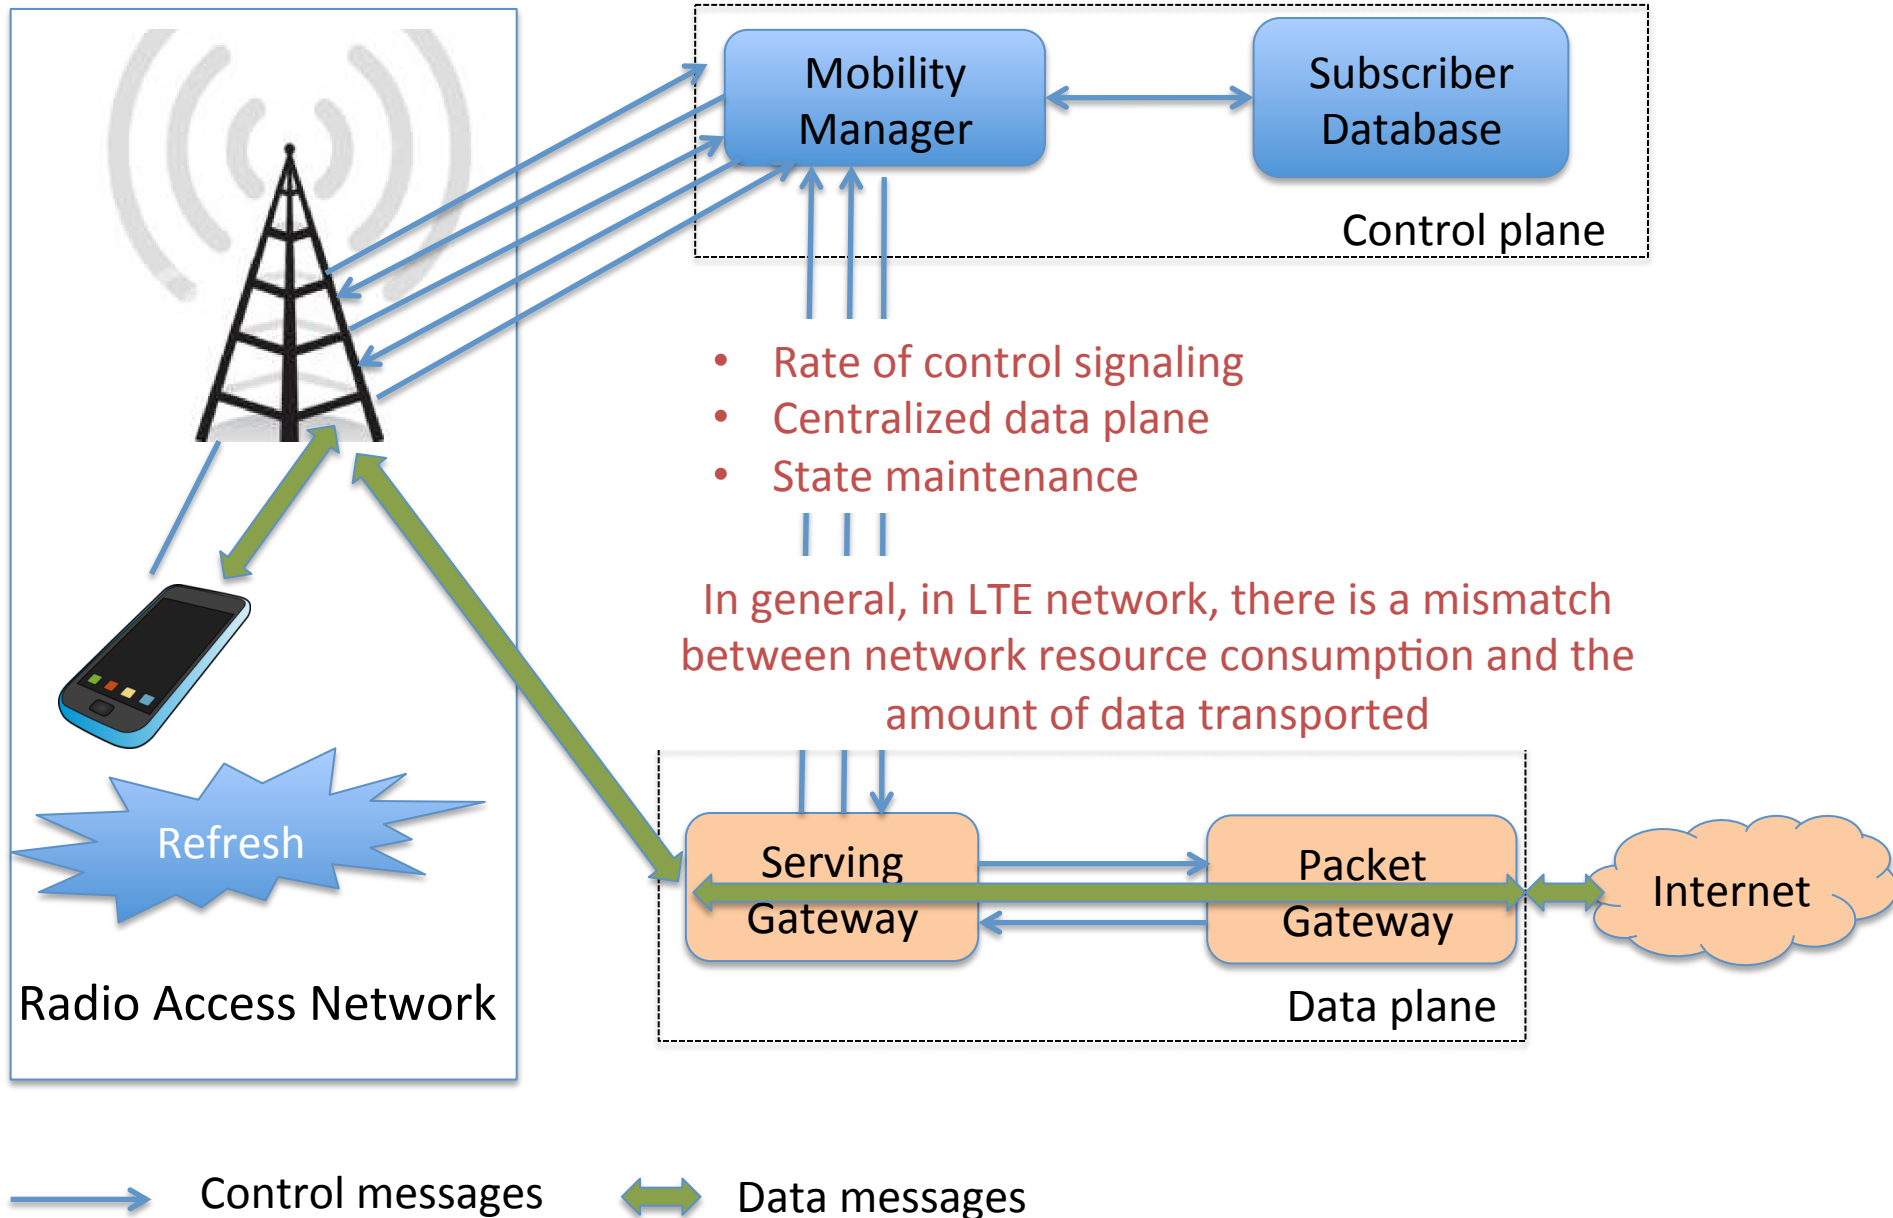 Mobility
Manager
Subscriber
Database
Control plane
• Rate of control signaling
• Centralized data plane
• State maintenance
In general, in LTE network, there is a mismatch
between network resource consumption and the
amount of data transported
Refresh
Radio Access Network
Serving
Gateway
Packet
Gateway
Data plane
Internet
Control messages
Data messages